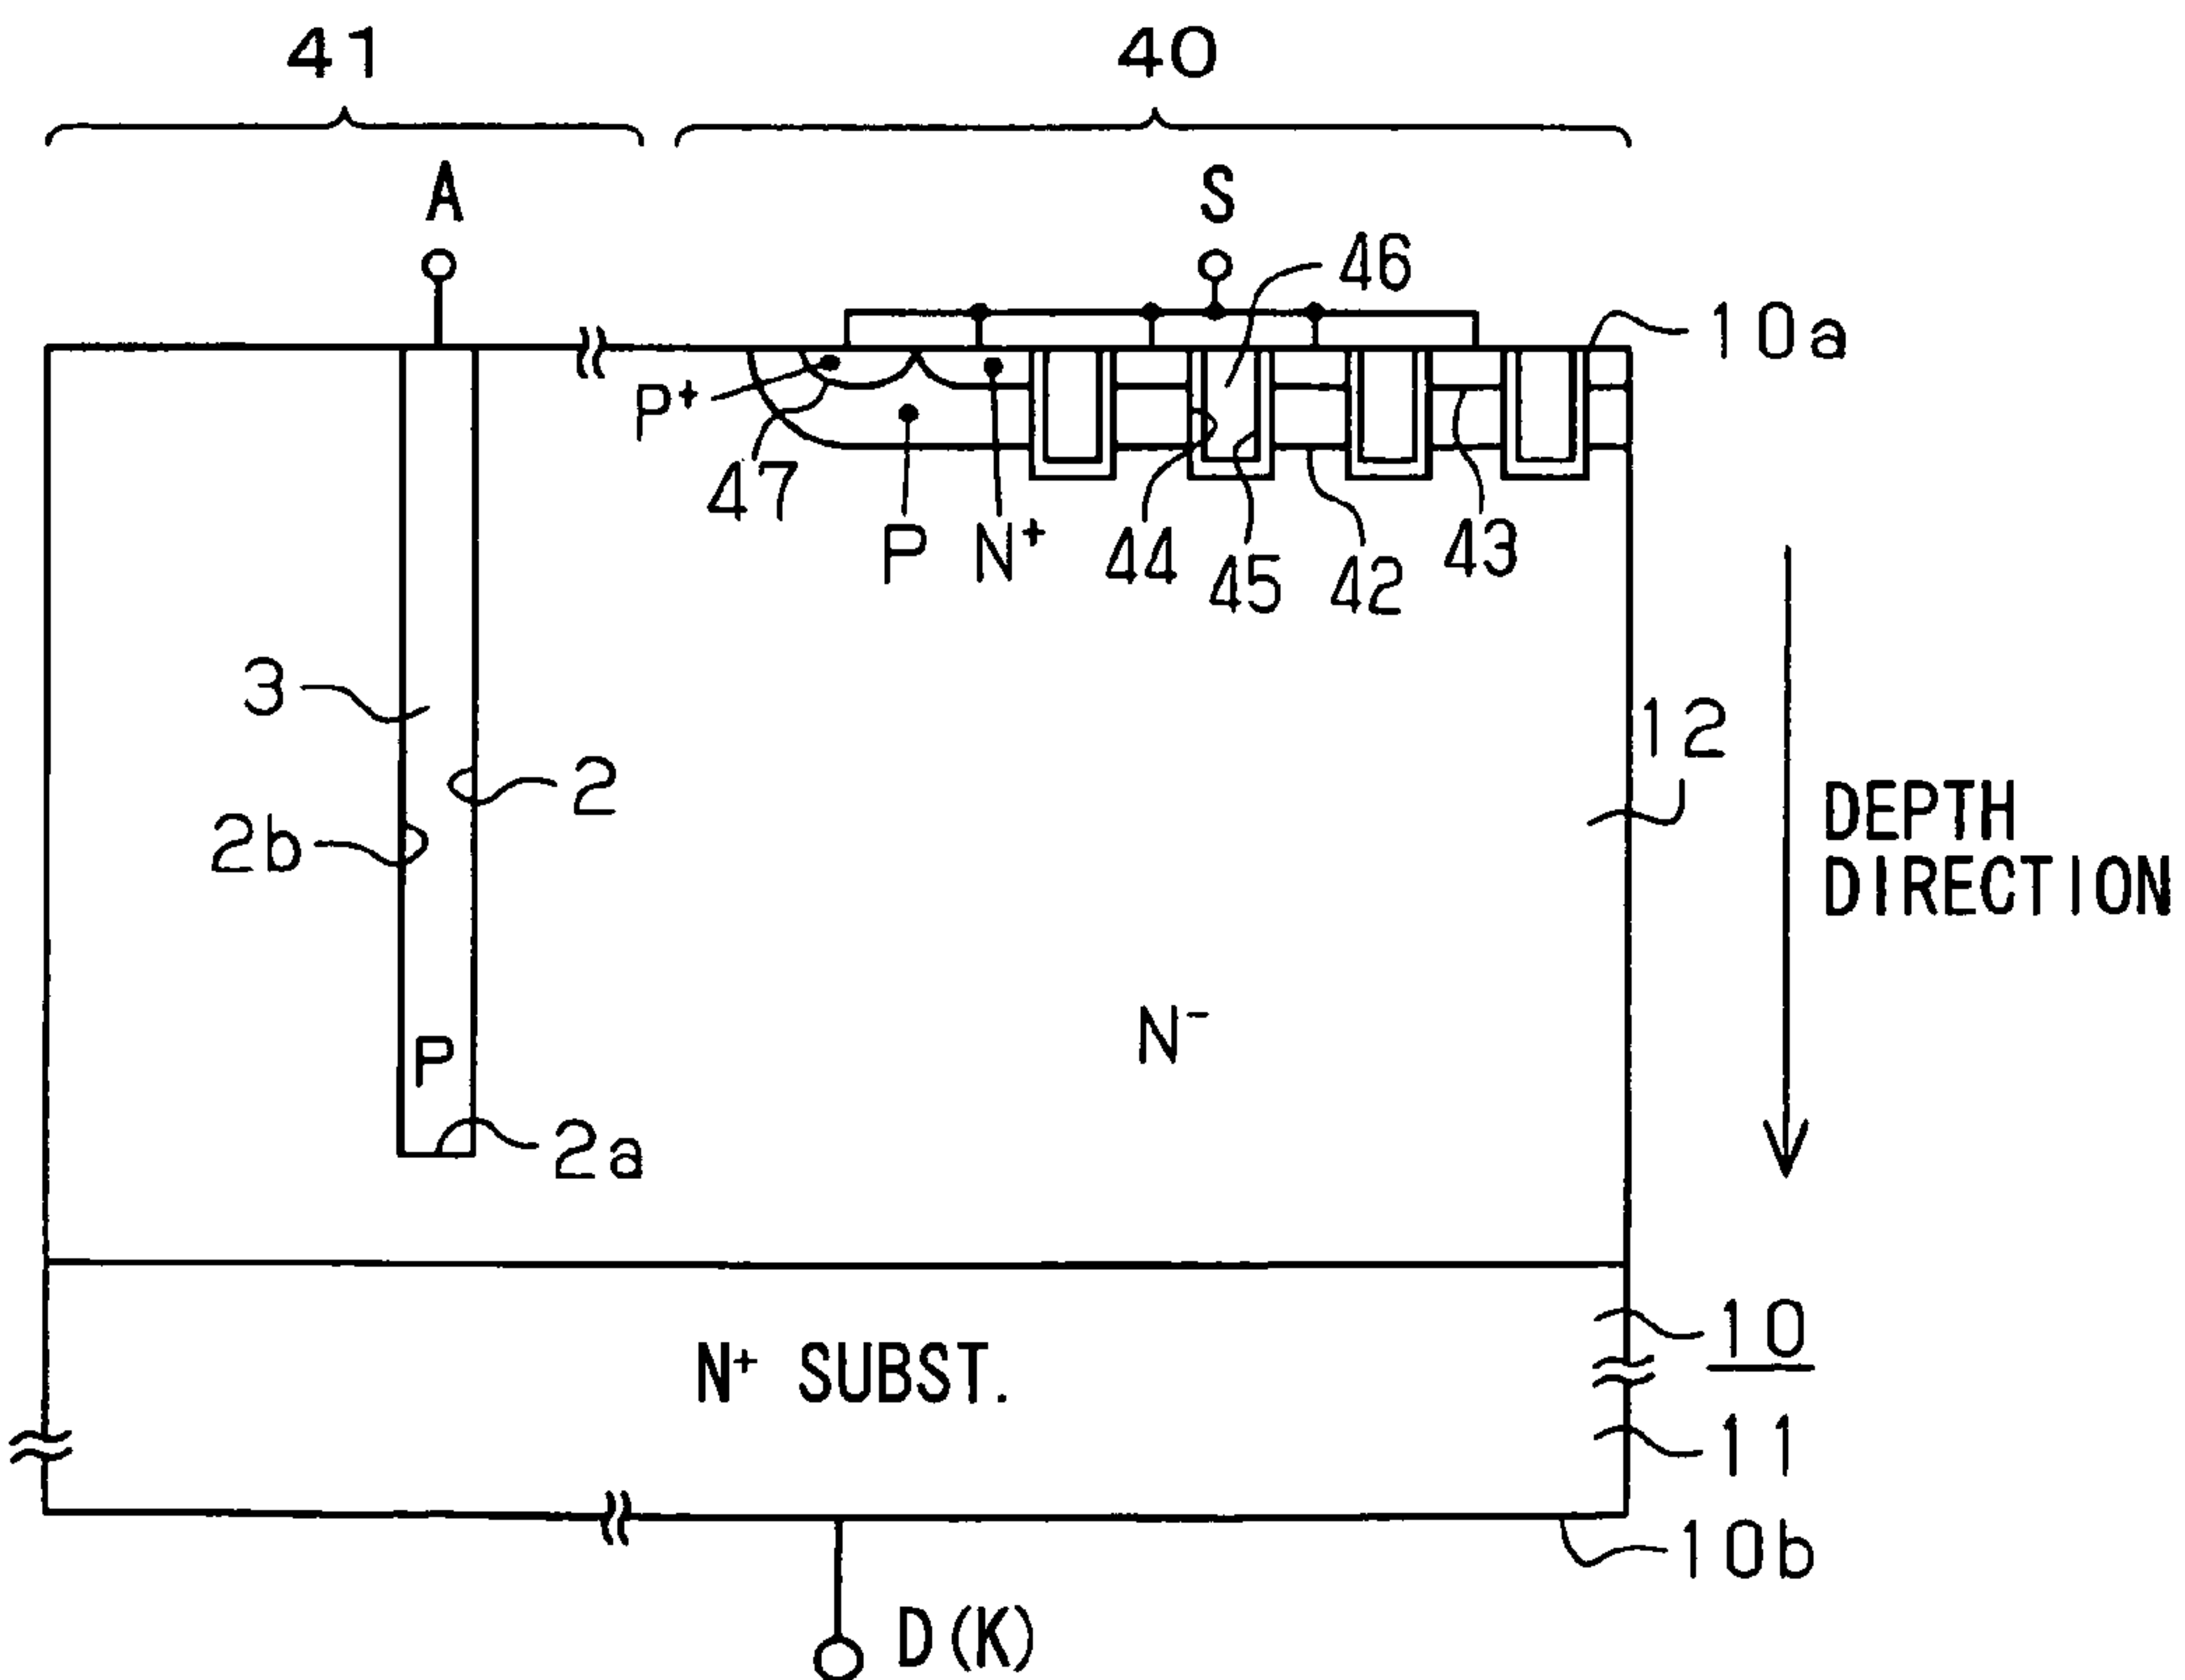 41 40
A S
46
10a
P+
47
P N+ 44 45 42 43
3
12
2
2b
DEPTH
DIRECTION
N-
P
2a
10
N+ SUBST.
11
10b
D(K)